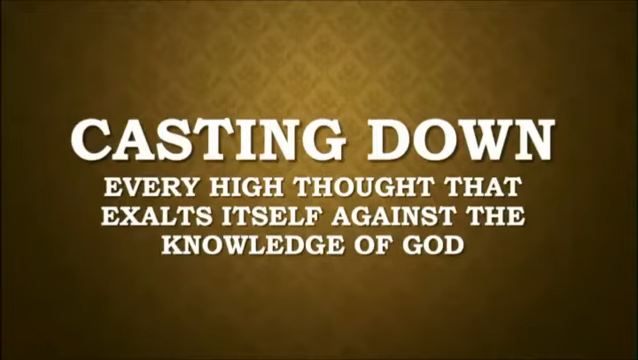 CASTING DOWN
EVERY HIGH THOUGHT THAT
EXALTS ITSELF AGAINST THE
KNOWLEDGE OF GOD